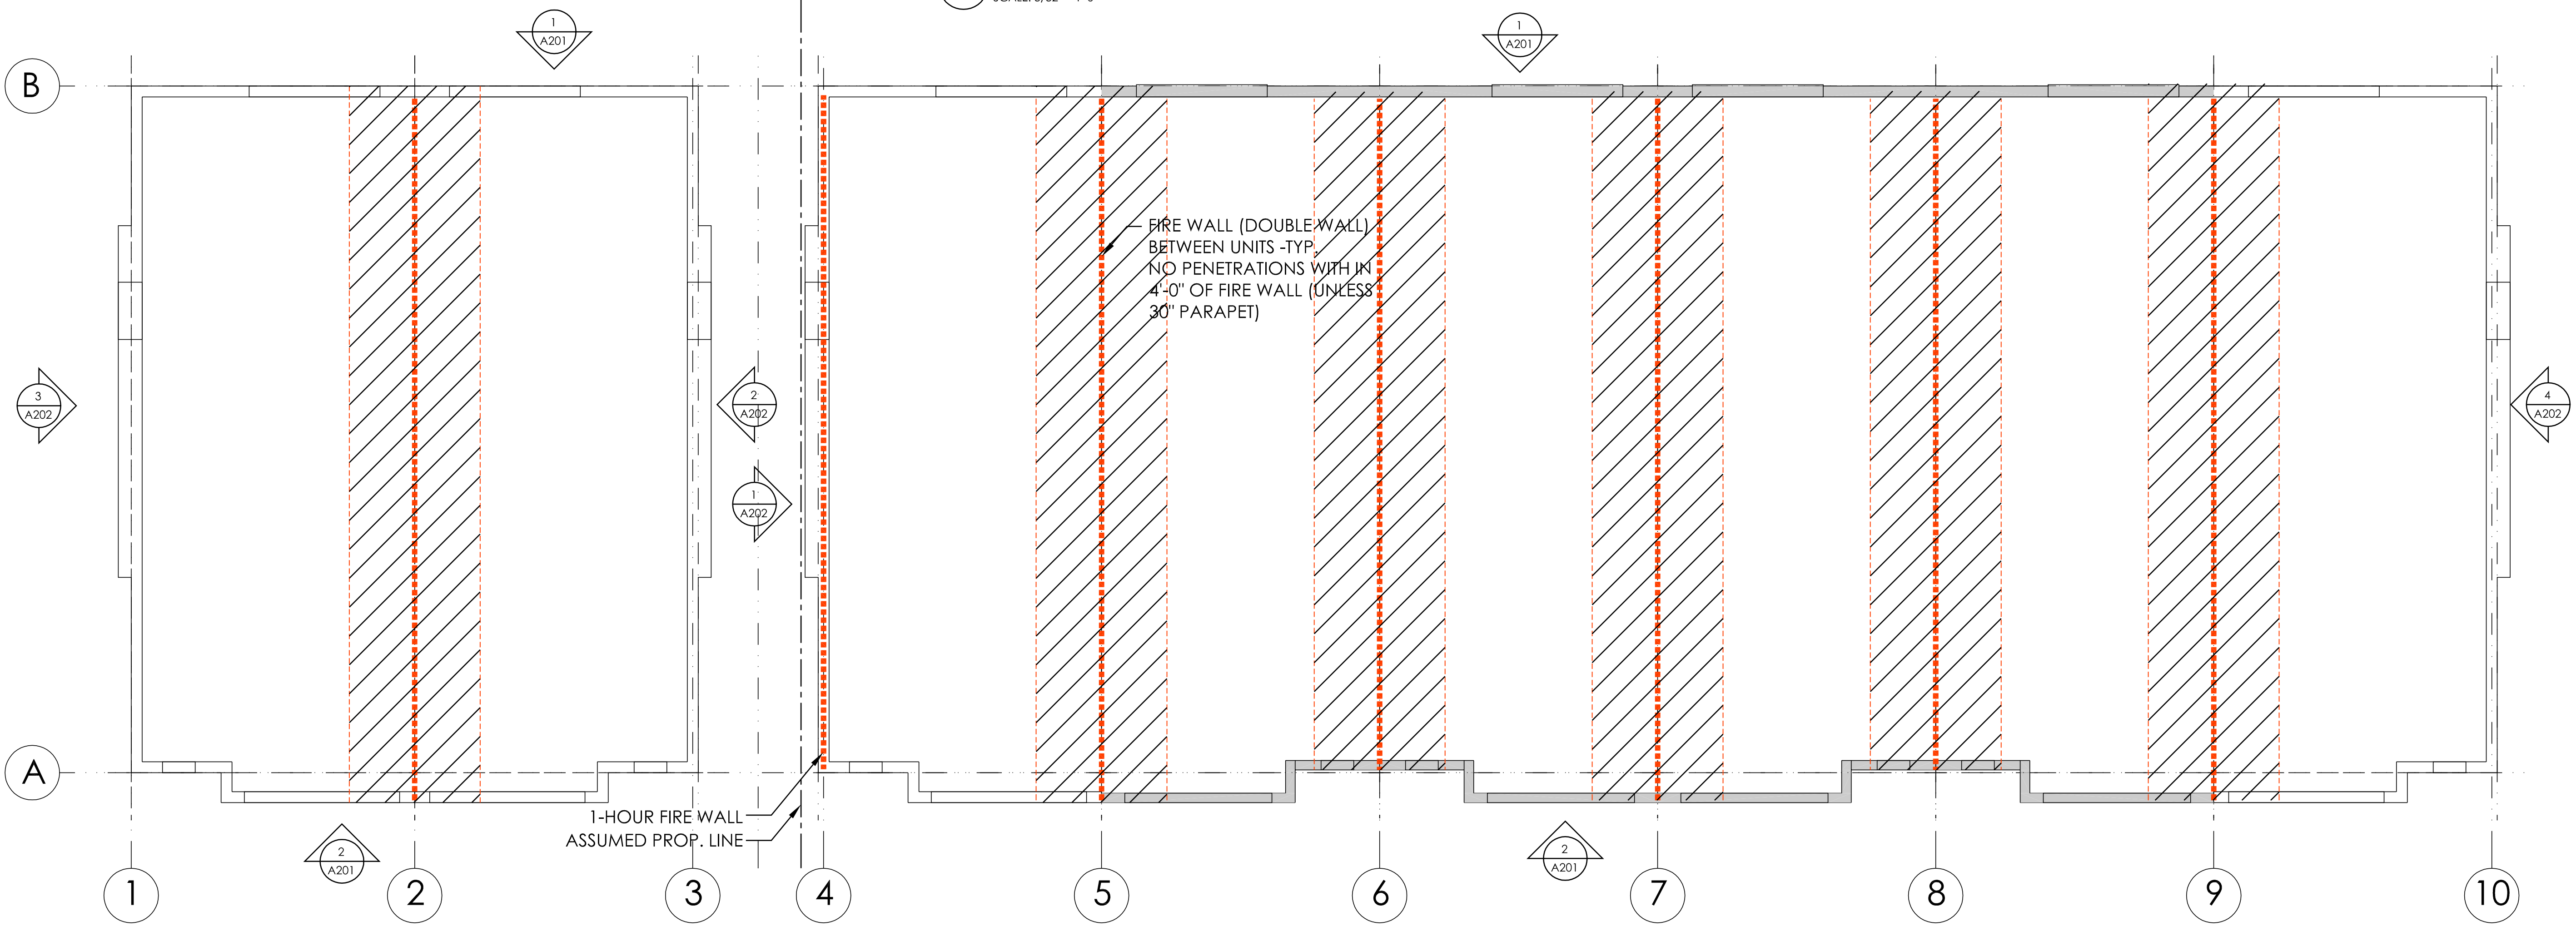 1
A201
1
A201
B
FIRE WALL (DOUBLE WALL)
BETWEEN UNITS -TYP.
NO PENETRATIONS WITH IN
4'-0" OF FIRE WALL (UNLESS
30" PARAPET)
3
A202
2
A202
4
A202
1
A202
A
1-HOUR FIRE WALL
ASSUMED PROP. LINE
2
A201
2
A201
1
2
3
4
5
6
7
8
9
10